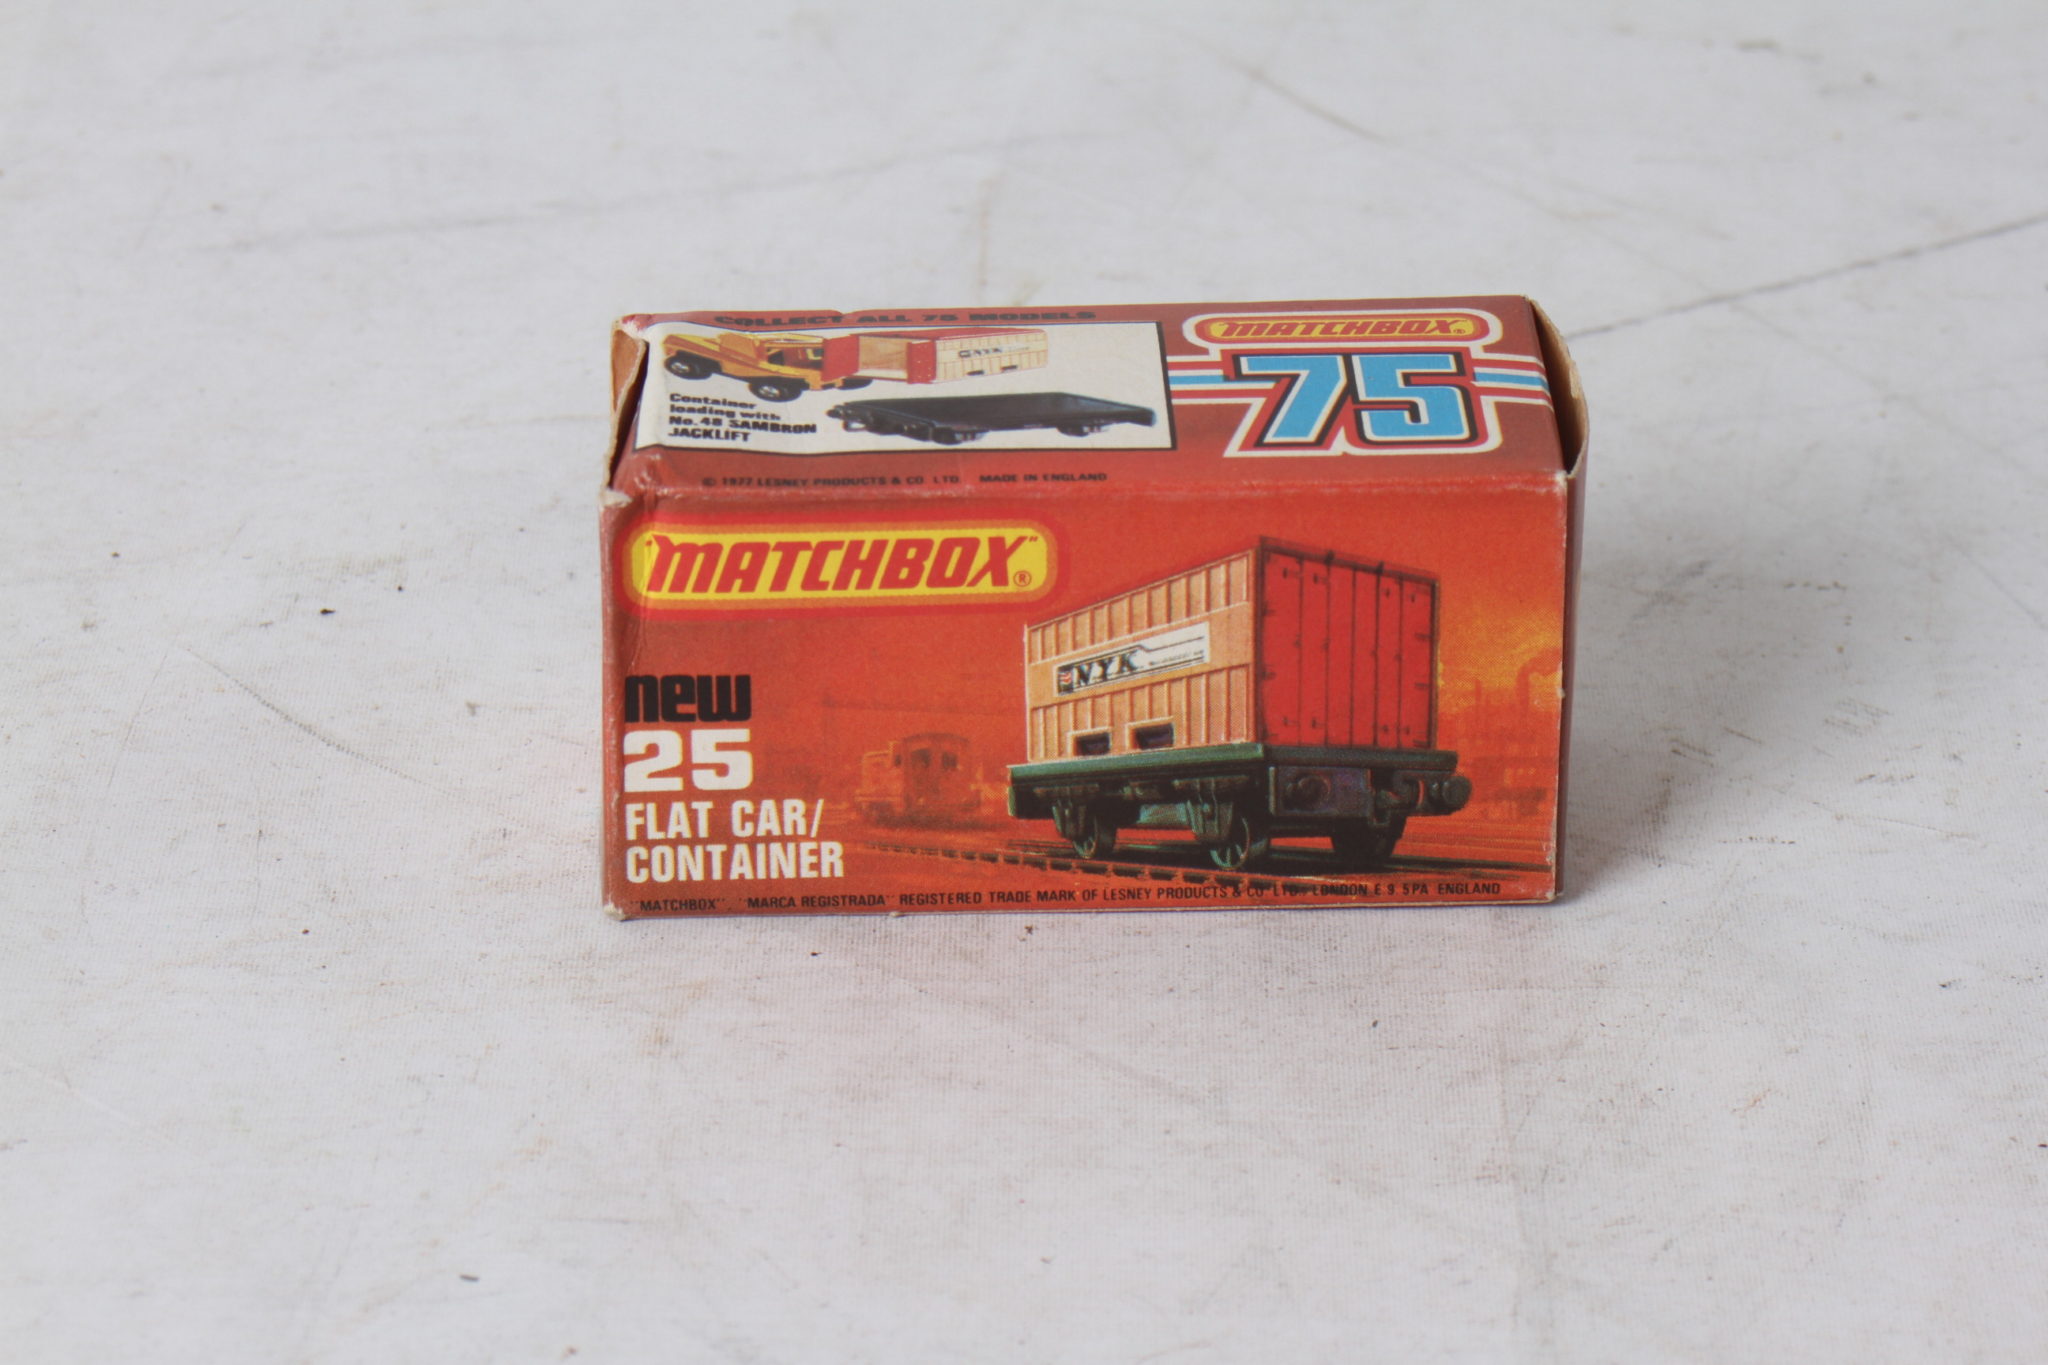 COLLECT ALL 75 MODELS
NYK
Container
loading with
No. 48 SAMBRON
JACKLIFT
"MATCHBOX"®
75
© 1977 LESNEY PRODUCTS & CO. LTD. MADE IN ENGLAND
"MATCHBOX"®
N.Y.K
new
25
FLAT CAR/
CONTAINER
"MATCHBOX" "MARCA REGISTRADA" REGISTERED TRADE MARK OF LESNEY PRODUCTS & CO LTD., LONDON E 9 5PA ENGLAND